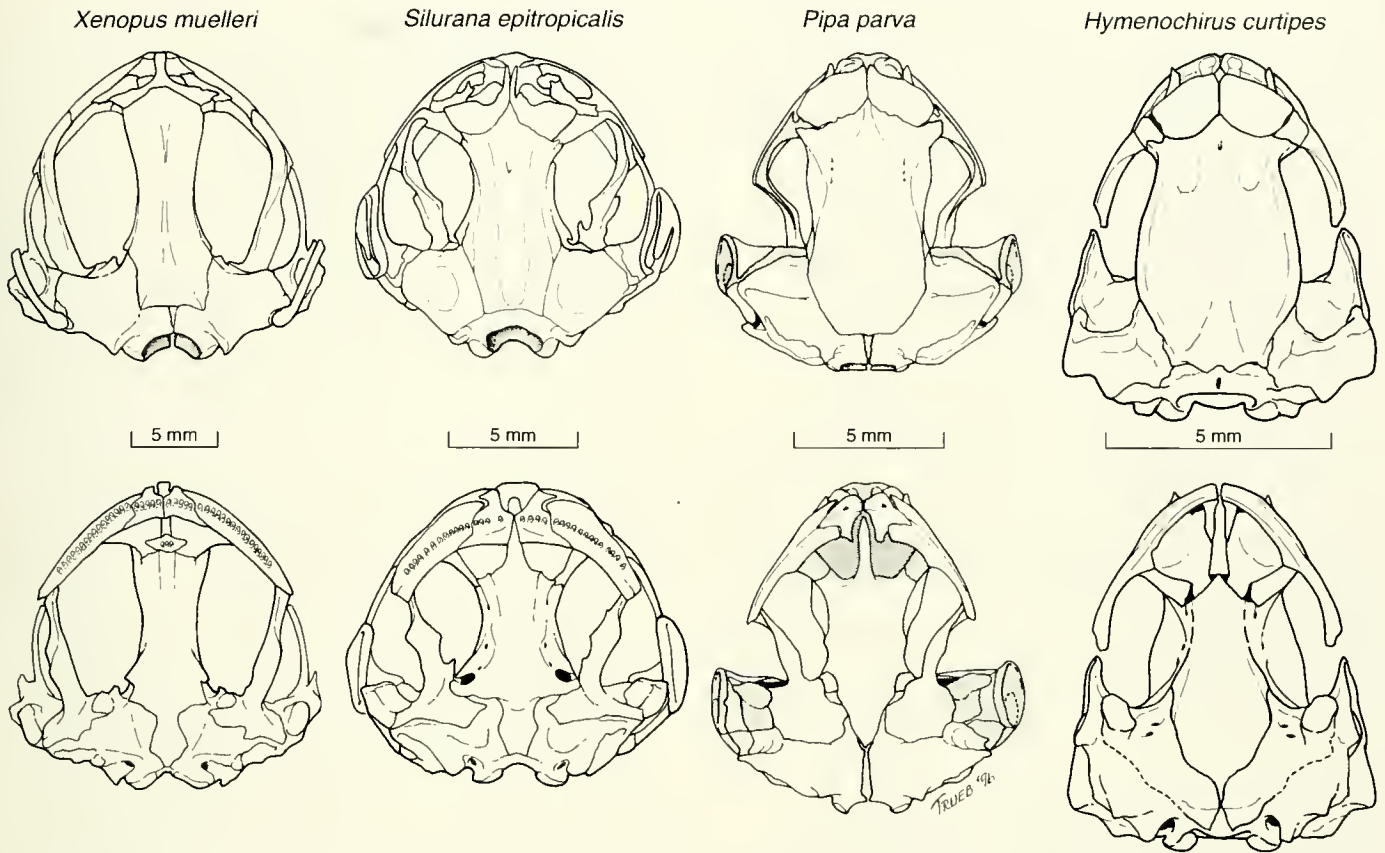 Xenopus muelleri
Silurana epitropicalis
Pipa parva
Hymenochirus curtipes
5 mm
5 mm
5 mm
5 mm
TRUEB '96